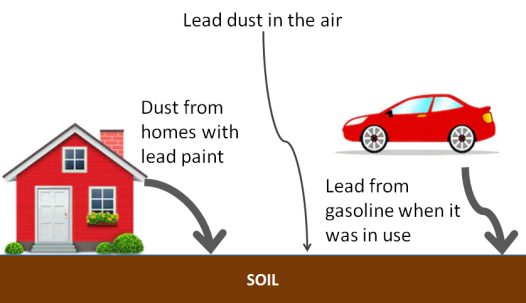 Lead dust in the air
Dust from
homes with
lead paint
Lead from
gasoline when it
was in use
SOIL